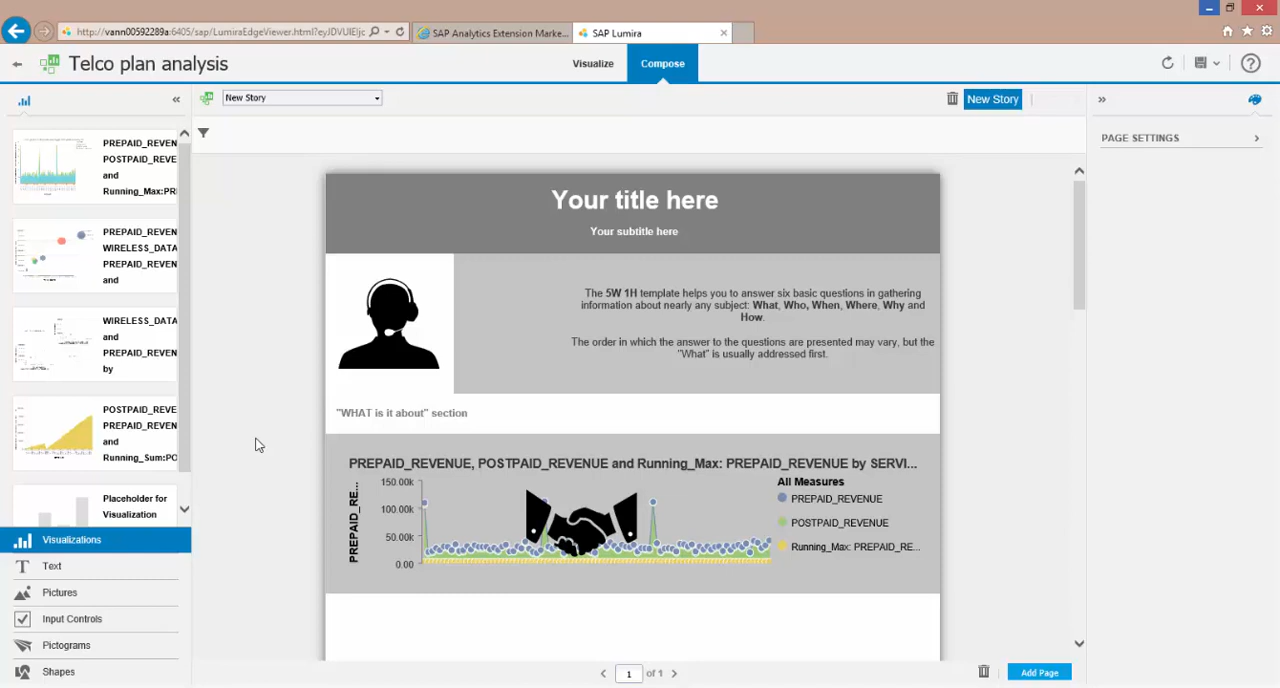 http://vann00592289a:6405/sap/LumiraEdgeViewer.html?eyJDVUlEIjc
SAP Analytics Extension Marke...
SAP Lumira
Telco plan analysis
Visualize
Compose
New Story
New Story
PAGE SETTINGS
PREPAID_REVEN
POSTPAID_REVE
and
Running_Max:PRI
PREPAID_REVEN
WIRELESS_DATA
PREPAID_REVEN
and
WIRELESS_DATA
and
PREPAID_REVEN
by
POSTPAID_REVE
PREPAID_REVEN
and
Running_Sum:PO
Placeholder for
Visualization
Visualizations
Text
Pictures
Input Controls
Pictograms
Shapes
Your title here
Your subtitle here
The 5W 1H template helps you to answer six basic questions in gathering
information about nearly any subject: What, Who, When, Where, Why and
How.
The order in which the answer to the questions are presented may vary, but the
"What" is usually addressed first.
"WHAT is it about" section
PREPAID_REVENUE, POSTPAID_REVENUE and Running_Max: PREPAID_REVENUE by SERVI...
PREPAID_RE...
150.00k
100.00k
50.00k
0.00
All Measures
PREPAID_REVENUE
POSTPAID_REVENUE
Running_Max: PREPAID_RE...
1 of 1
Add Page